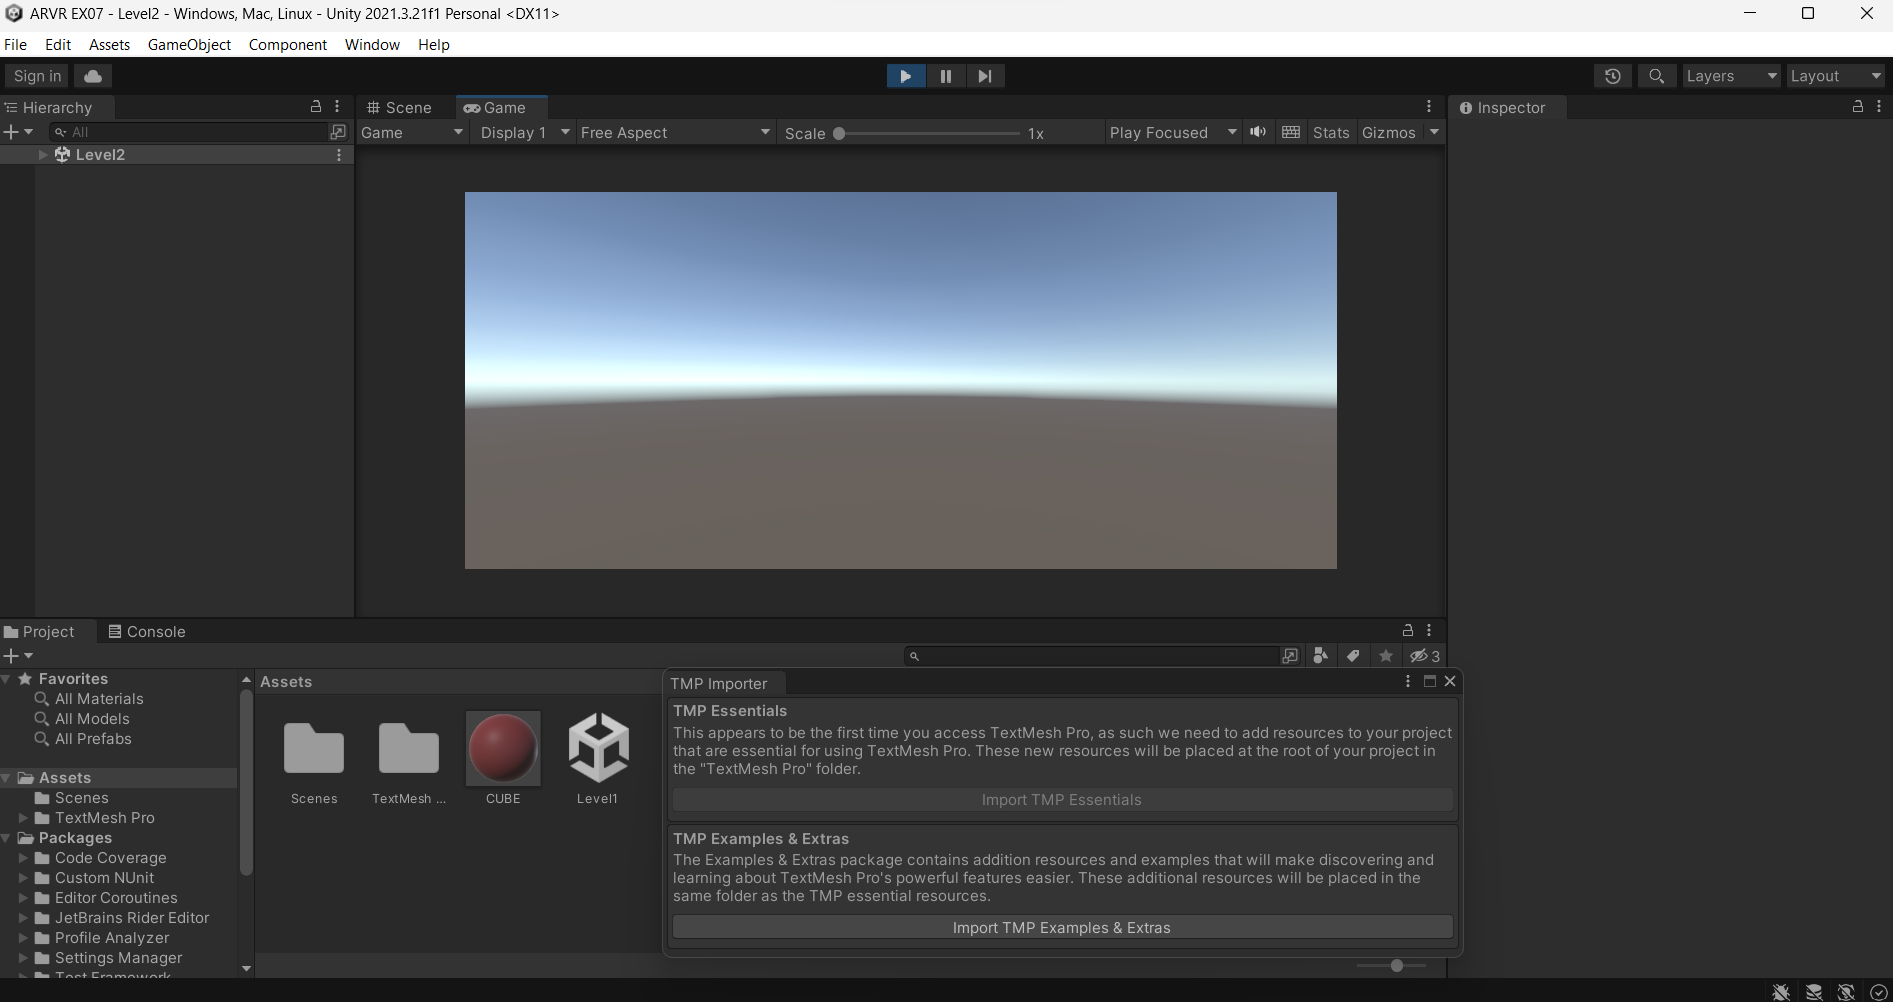 ARVR EX07 - Level2 - Windows, Mac, Linux - Unity 2021.3.21f1 Personal <DX11>
File Edit Assets GameObject Component Window Help
Sign in
Layers Layout
Hierarchy
Scene Game
Inspector
All
Game Display 1 Free Aspect Scale 1x Play Focused Stats Gizmos
Level2
Project Console
3
Favorites
All Materials
All Models
All Prefabs
Assets
Scenes
TextMesh Pro
Packages
Code Coverage
Custom NUnit
Editor Coroutines
JetBrains Rider Editor
Profile Analyzer
Settings Manager
Test Framework
Assets
Scenes TextMesh ... CUBE Level1
TMP Importer
TMP Essentials
This appears to be the first time you access TextMesh Pro, as such we need to add resources to your project
that are essential for using TextMesh Pro. These new resources will be placed at the root of your project in
the "TextMesh Pro" folder.
Import TMP Essentials
TMP Examples & Extras
The Examples & Extras package contains addition resources and examples that will make discovering and
learning about TextMesh Pro's powerful features easier. These additional resources will be placed in the
same folder as the TMP essential resources.
Import TMP Examples & Extras